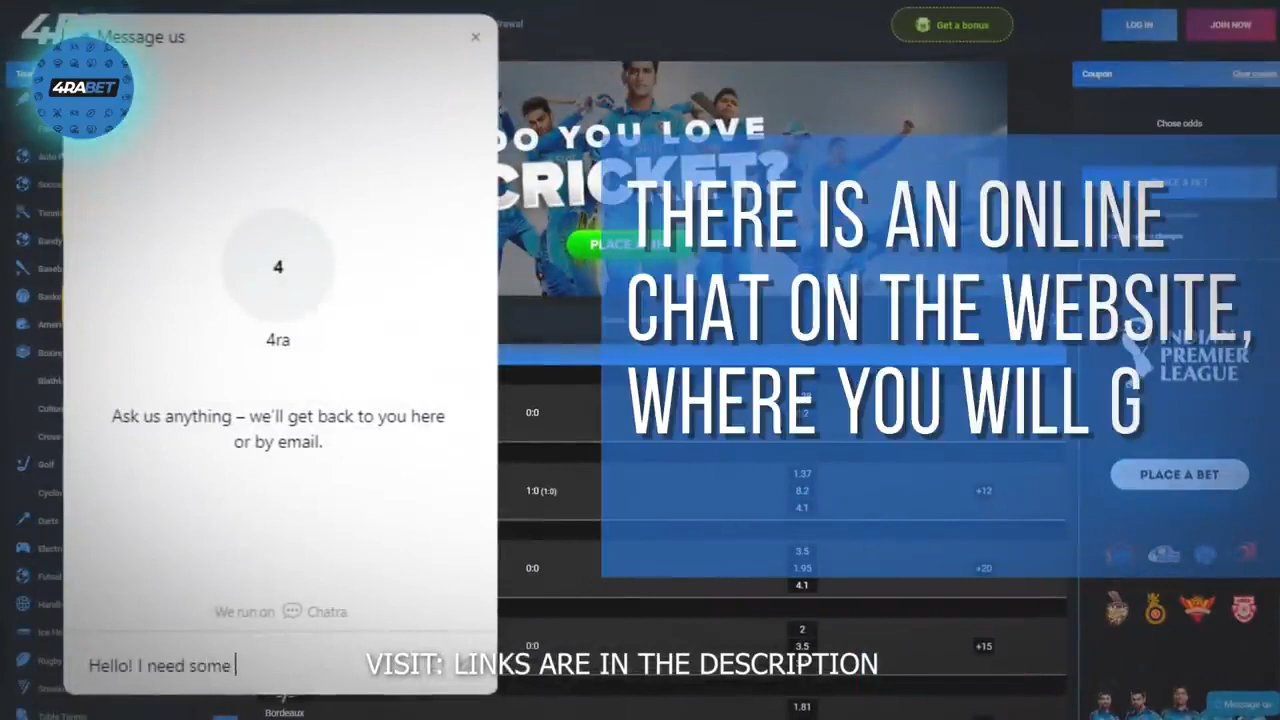 Message us
Get a bonus
LOG IN
JOIN NOW
4RABET
Coupon
DO YOU LOVE
CRICKET?
Chose odds
THERE IS AN ONLINE
CHAT ON THE WEBSITE,
WHERE YOU WILL G
4
4ra
Ask us anything – we'll get back to you here
or by email.
INDIAN
PREMIER
LEAGUE
PLACE A BET
0:0
1:0 (1:0)
1.37
8.2
4.1
+12
0:0
3.5
1.95
4.1
+20
0:0
2
3.5
+15
1.81
Golf
Darts
We run on Chatra
Hello! I need some
VISIT: LINKS ARE IN THE DESCRIPTION
Bordeaux
Message us